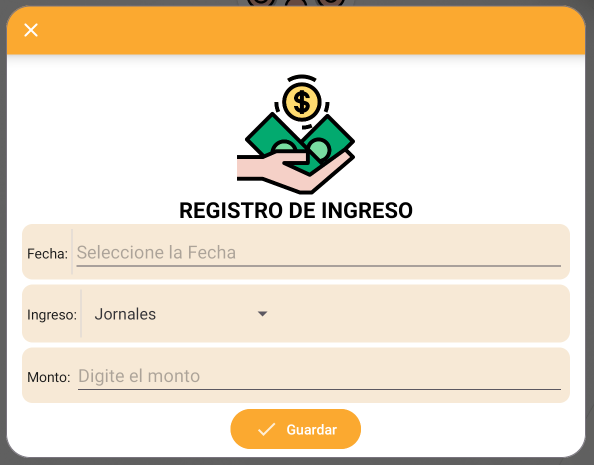 $
REGISTRO DE INGRESO
Fecha: Seleccione la Fecha
Ingreso: Jornales
Monto: Digite el monto
Guardar